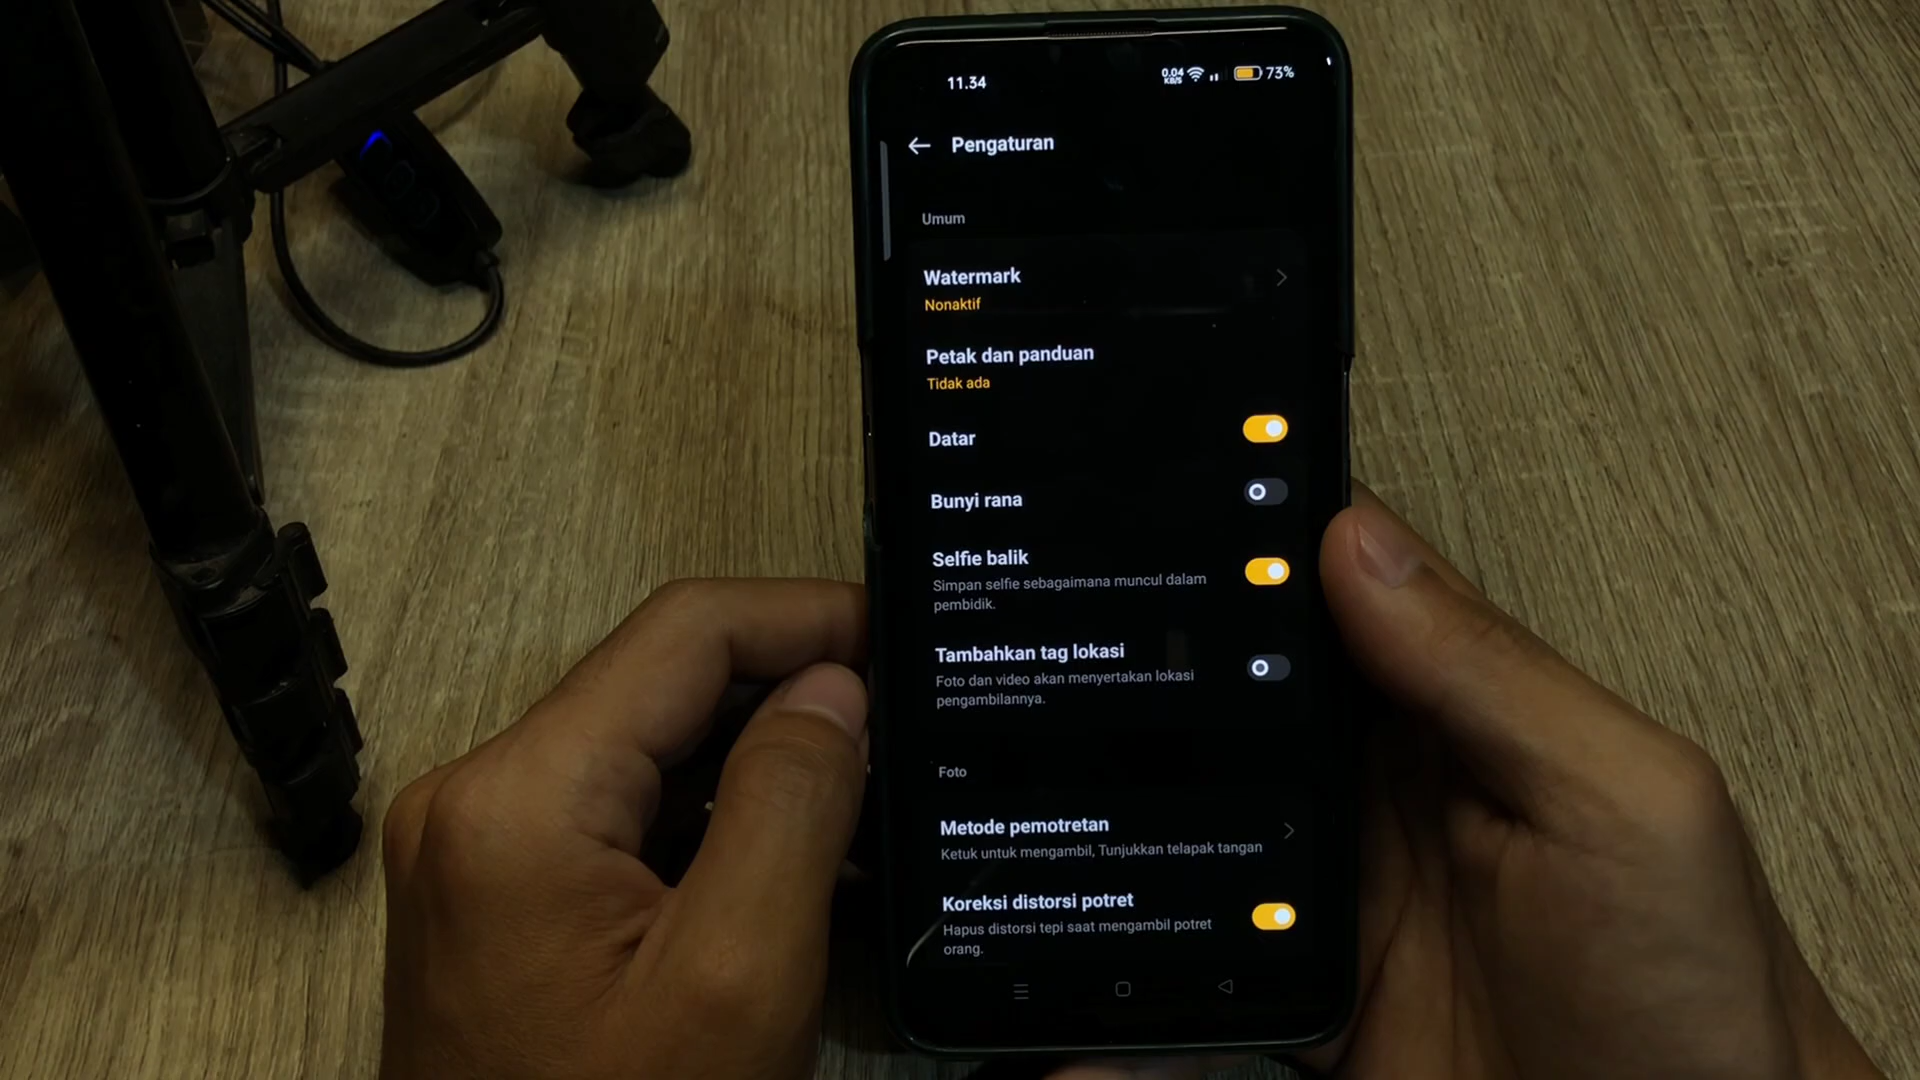 11.34
0.04 KB/S
73%
Pengaturan
Umum
Watermark
Nonaktif
Petak dan panduan
Tidak ada
Datar
Bunyi rana
Selfie balik
Simpan selfie sebagaimana muncul dalam
pembidik.
Tambahkan tag lokasi
Foto dan video akan menyertakan lokasi
pengambilannya.
Foto
Metode pemotretan
Ketuk untuk mengambil, Tunjukkan telapak tangan
Koreksi distorsi potret
Hapus distorsi tepi saat mengambil potret
orang.